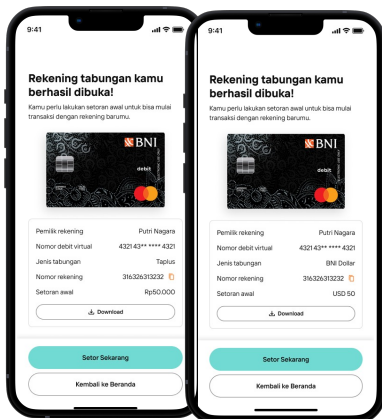 9:41
Rekening tabungan kamu
berhasil dibuka!
Kamu perlu lakukan setoran awal untuk bisa mulai
transaksi dengan rekening barumu.
BNI
debit
Pemilik rekening Putri Nagara
Nomor debit virtual 4321 43** **** 4321
Jenis tabungan Taplus
Nomor rekening 316326313232
Setoran awal Rp50.000
Download
Setor Sekarang
Kembali ke Beranda
9:41
Rekening tabungan kamu
berhasil dibuka!
Kamu perlu lakukan setoran awal untuk bisa mulai
transaksi dengan rekening barumu.
BNI
debit
Pemilik rekening Putri Nagara
Nomor debit virtual 4321 43** **** 4321
Jenis tabungan BNI Dollar
Nomor rekening 316326313232
Setoran awal USD 50
Download
Setor Sekarang
Kembali ke Beranda